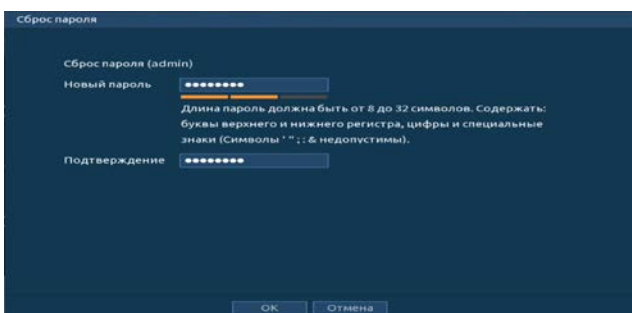 Сброс пароля
Сброс пароля (admin)
Новый пароль ●●●●●●●●
Длина пароль должна быть от 8 до 32 символов. Содержать:
буквы верхнего и нижнего регистра, цифры и специальные
знаки (Символы ' " ; : & недопустимы).
Подтверждение ●●●●●●●●
OK Отмена